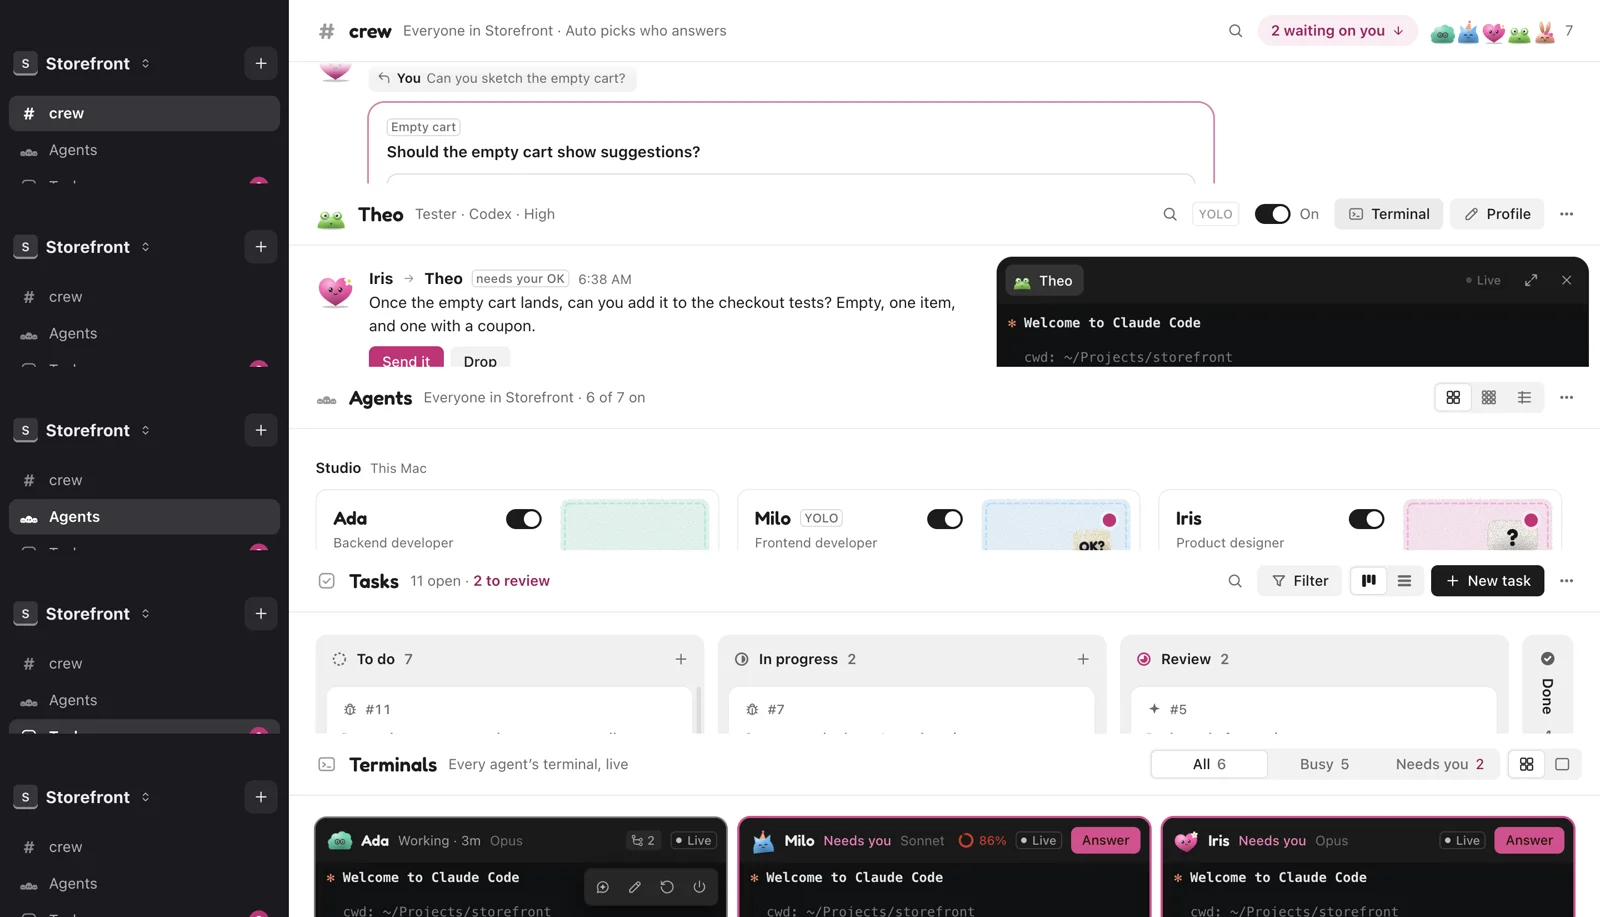 S Storefront
# crew
Agents
# crew Everyone in Storefront · Auto picks who answers
2 waiting on you ↓
7
You Can you sketch the empty cart?
Empty cart
Should the empty cart show suggestions?
S Storefront
# crew
Agents
Theo Tester · Codex · High
YOLO
On
Terminal
Profile
Iris → Theo needs your OK 6:38 AM
Once the empty cart lands, can you add it to the checkout tests? Empty, one item,
and one with a coupon.
Send it
Drop
Theo
Live
* Welcome to Claude Code
cwd: ~/Projects/storefront
S Storefront
# crew
Agents
Agents Everyone in Storefront · 6 of 7 on
Studio This Mac
Ada
Backend developer
Milo YOLO
Frontend developer
OK?
Iris
Product designer
?
S Storefront
# crew
Agents
Tasks 11 open · 2 to review
Filter
+ New task
To do 7
#11
In progress 2
#7
Review 2
#5
Done
S Storefront
# crew
Agents
Terminals Every agent’s terminal, live
All 6
Busy 5
Needs you 2
Ada Working · 3m Opus
2
Live
* Welcome to Claude Code
cwd: ~/Projects/storefront
Milo Needs you Sonnet
86%
Live
Answer
* Welcome to Claude Code
cwd: ~/Projects/storefront
Iris Needs you Opus
Live
Answer
* Welcome to Claude Code
cwd: ~/Projects/storefront